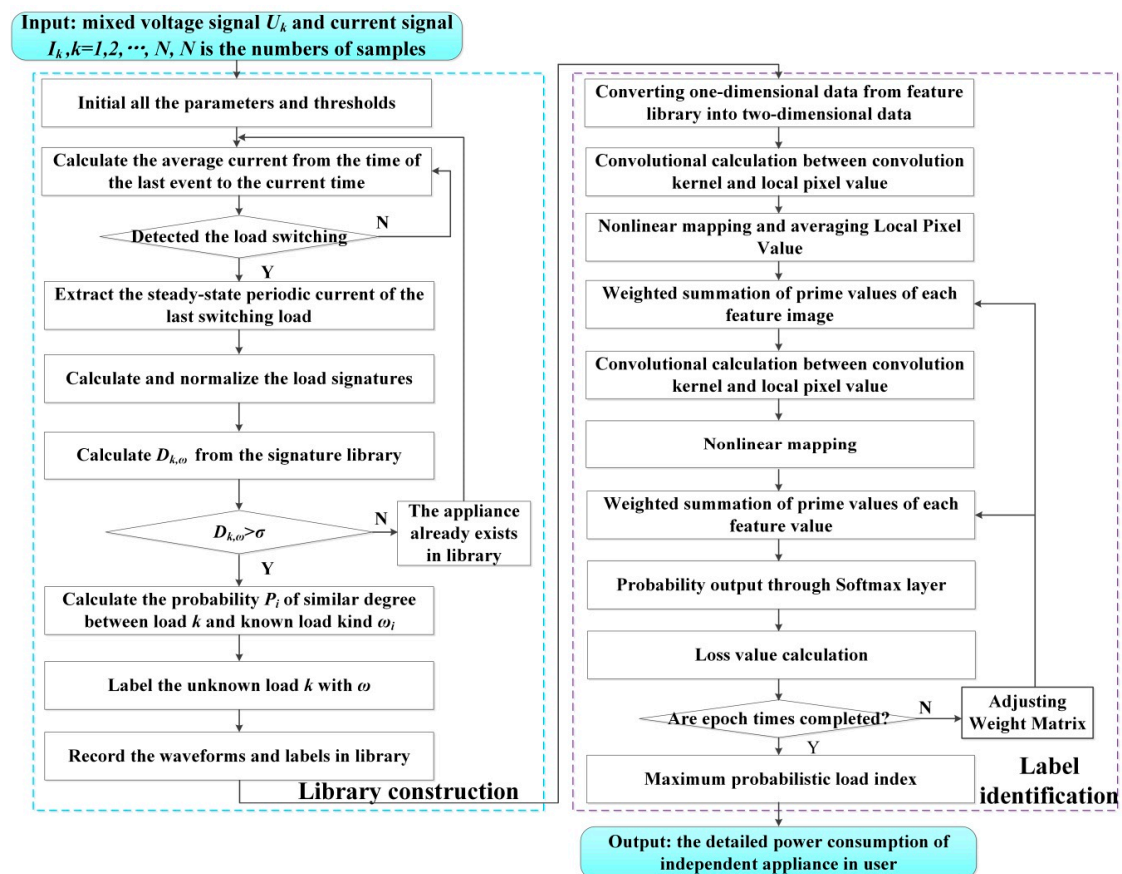 Input: mixed voltage signal Uk and current signal
Ik,k=1,2, ···, N, N is the numbers of samples
Initial all the parameters and thresholds
Calculate the average current from the time of
the last event to the current time
Detected the load switching
N
Y
Extract the steady-state periodic current of the
last switching load
Calculate and normalize the load signatures
Calculate Dk,ω from the signature library
Dk,ω>σ
N
The appliance
already exists
in library
Y
Calculate the probability Pi of similar degree
between load k and known load kind ωi
Label the unknown load k with ω
Record the waveforms and labels in library
Library construction
Converting one-dimensional data from feature
library into two-dimensional data
Convolutional calculation between convolution
kernel and local pixel value
Nonlinear mapping and averaging Local Pixel
Value
Weighted summation of prime values of each
feature image
Convolutional calculation between convolution
kernel and local pixel value
Nonlinear mapping
Weighted summation of prime values of each
feature value
Probability output through Softmax layer
Loss value calculation
Are epoch times completed?
N
Adjusting
Weight Matrix
Y
Maximum probabilistic load index
Label
identification
Output: the detailed power consumption of
independent appliance in user